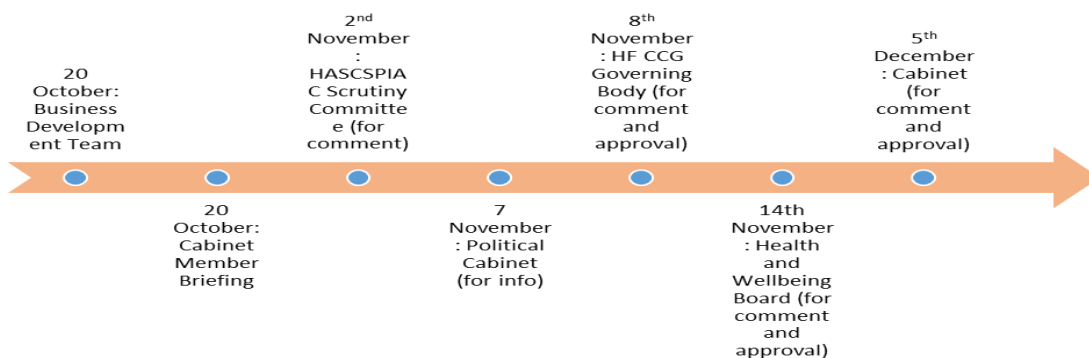 20
October:
Business
Developm
ent Team
20
October:
Cabinet
Member
Briefing
2nd
November
:
HASCSPIA
C Scrutiny
Committe
e (for
comment)
7
November
: Political
Cabinet
(for info)
8th
November
: HF CCG
Governing
Body (for
comment
and
approval)
14th
November
: Health
and
Wellbeing
Board (for
comment
and
approval)
5th
December
: Cabinet
(for
comment
and
approval)